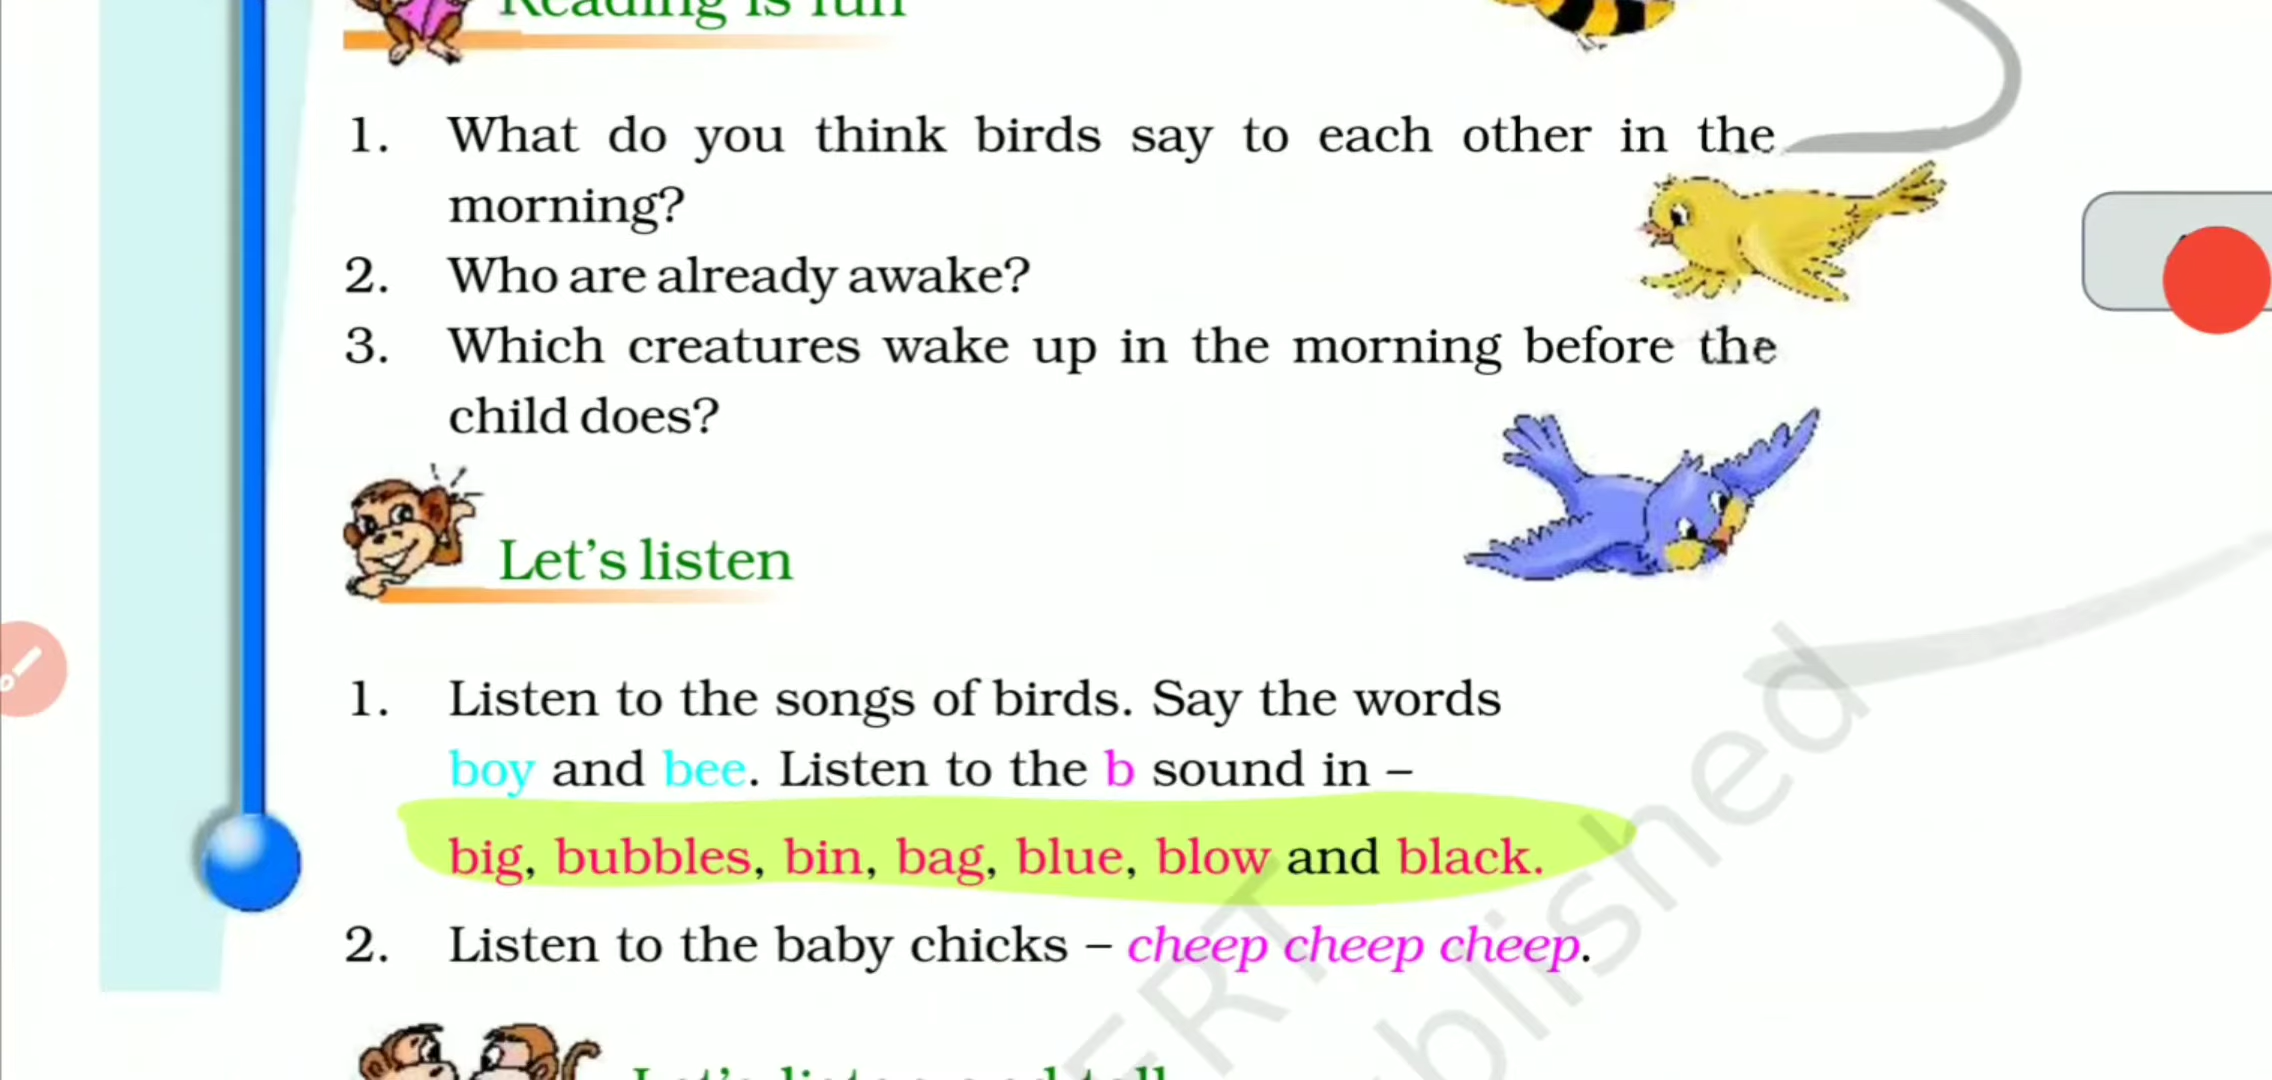 Reading is fun
1. What do you think birds say to each other in the
morning?
2. Who are already awake?
3. Which creatures wake up in the morning before the
child does?
Let's listen
1. Listen to the songs of birds. Say the words
boy and bee. Listen to the b sound in –
big, bubbles, bin, bag, blue, blow and black.
2. Listen to the baby chicks – cheep cheep cheep.